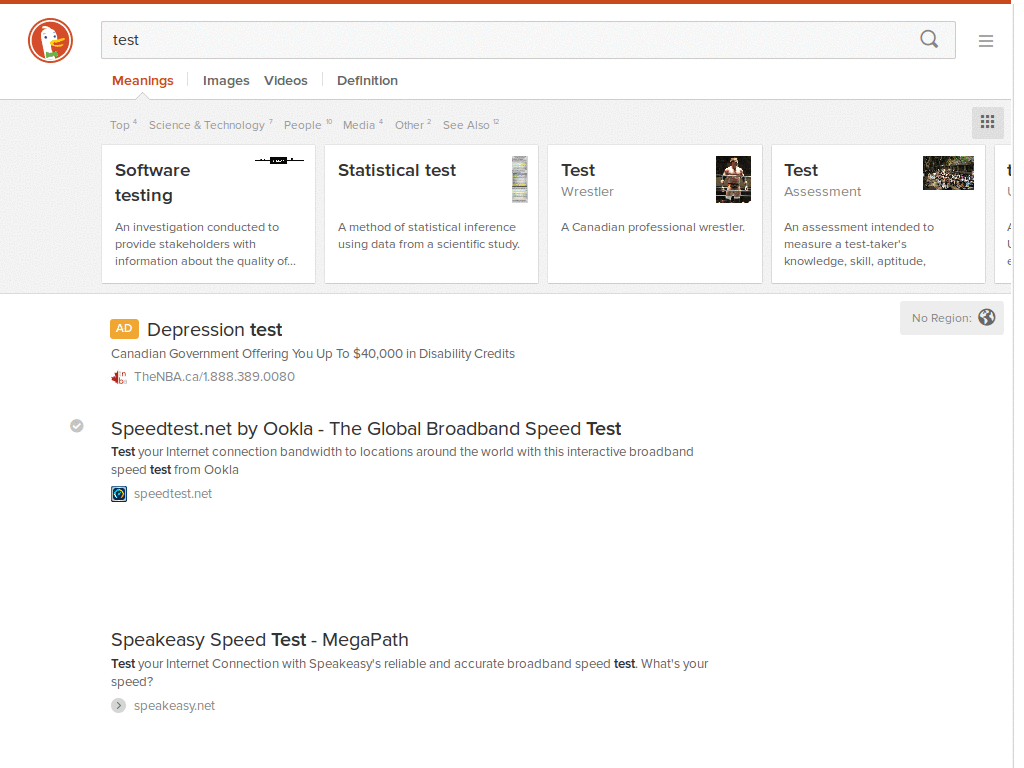 test
Meanings
Images
Videos
Definition
Top 4
Science & Technology 7
People 10
Media 4
Other 2
See Also 12
Software
testing
An investigation conducted to
provide stakeholders with
information about the quality of...
Statistical test
A method of statistical inference
using data from a scientific study.
Test
Wrestler
A Canadian professional wrestler.
Test
Assessment
An assessment intended to
measure a test-taker's
knowledge, skill, aptitude,
No Region:
AD Depression test
Canadian Government Offering You Up To $40,000 in Disability Credits
TheNBA.ca/1.888.389.0080
Speedtest.net by Ookla - The Global Broadband Speed Test
Test your Internet connection bandwidth to locations around the world with this interactive broadband
speed test from Ookla
speedtest.net
Speakeasy Speed Test - MegaPath
Test your Internet Connection with Speakeasy's reliable and accurate broadband speed test. What's your
speed?
speakeasy.net